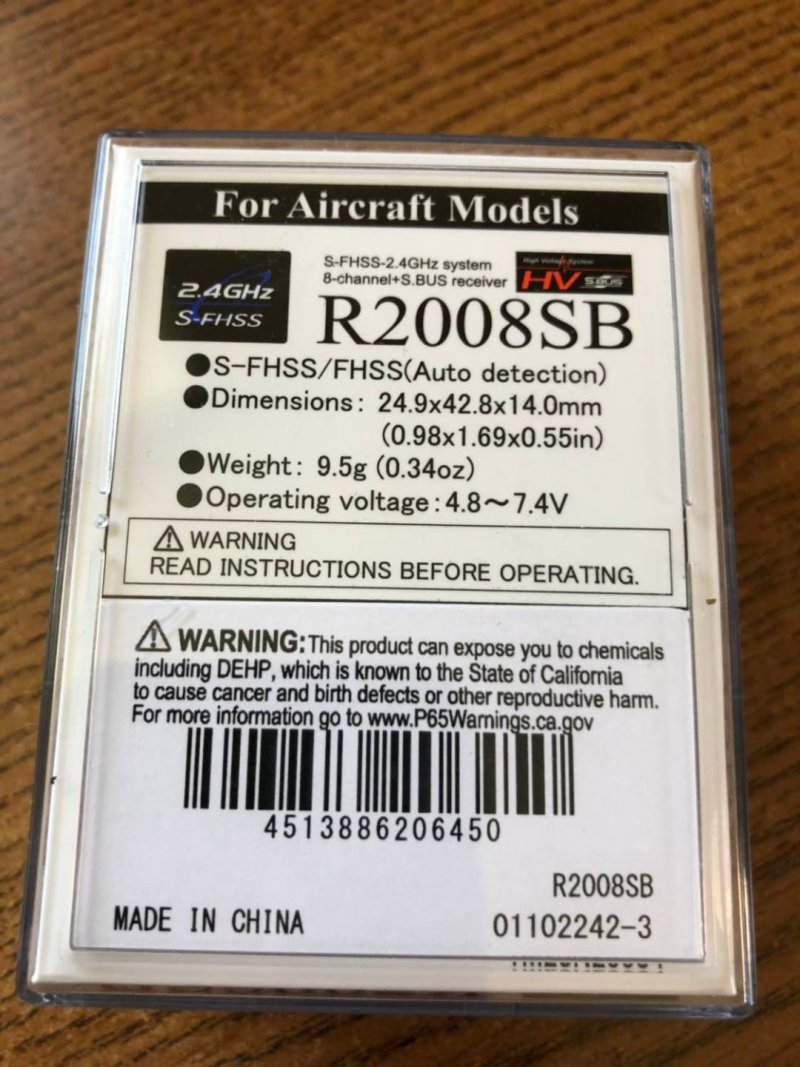 For Aircraft Models
2.4GHz
S-FHSS
S-FHSS-2.4GHz system
8-channel+S.BUS receiver
High Voltage System
HV S.BUS
R2008SB
●S-FHSS/FHSS(Auto detection)
●Dimensions: 24.9x42.8x14.0mm
(0.98x1.69x0.55in)
●Weight: 9.5g (0.34oz)
●Operating voltage:4.8～7.4V
⚠ WARNING
READ INSTRUCTIONS BEFORE OPERATING.
⚠ WARNING:This product can expose you to chemicals
including DEHP, which is known to the State of California
to cause cancer and birth defects or other reproductive harm.
For more information go to www.P65Warnings.ca.gov
4513886206450
R2008SB
MADE IN CHINA
01102242-3